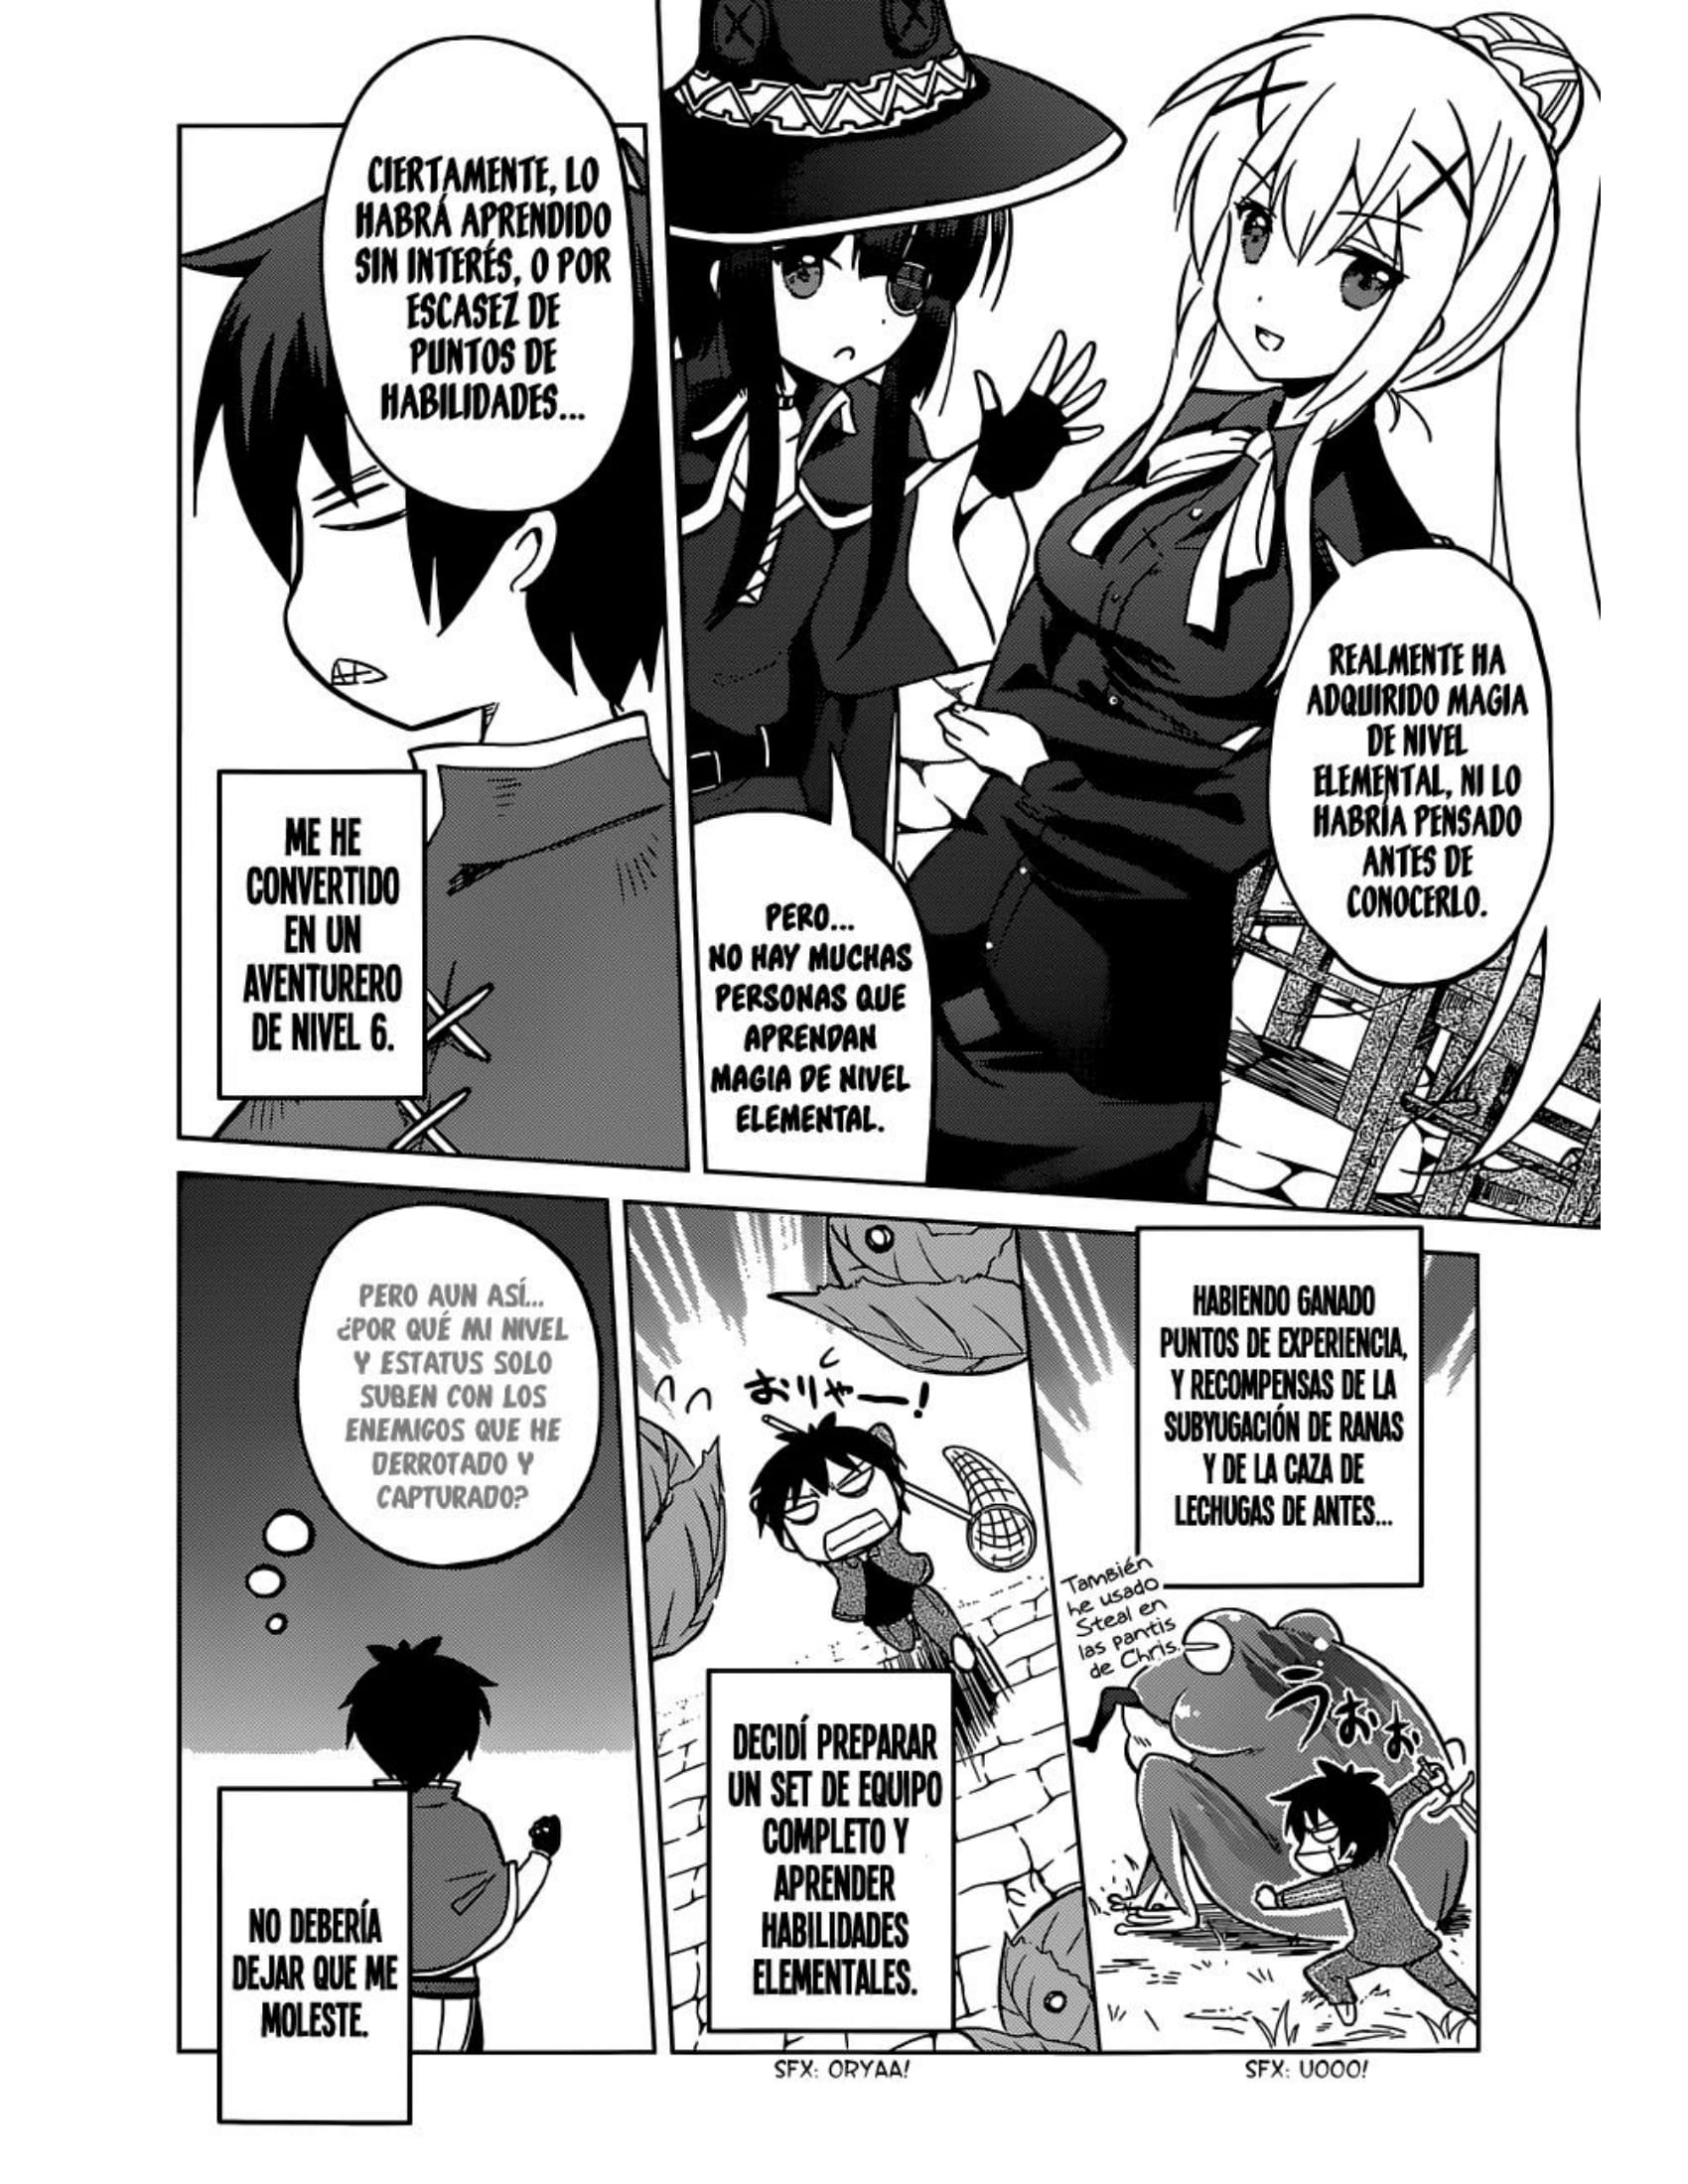 REALMENTE HA
ADQUIRIDO MAGIA
DE NIVEL
ELEMENTAL, NI LO
HABRÍA PENSADO
ANTES DE
CONOCERLO.
PERO...
NO HAY MUCHAS
PERSONAS QUE
APRENDAN
MAGIA DE NIVEL
ELEMENTAL.
CIERTAMENTE, LO
HABRÁ APRENDIDO
SIN INTERÉS, O POR
ESCASEZ DE
PUNTOS DE
HABILIDADES...
ME HE
CONVERTIDO
EN UN
AVENTURERO
DE NIVEL 6.
HABIENDO GANADO
PUNTOS DE EXPERIENCIA,
Y RECOMPENSAS DE LA
SUBYUGACIÓN DE RANAS
Y DE LA CAZA DE
LECHUGAS DE ANTES...
También
he usado
Steal en
las pantis
de Chris.
うおお
SFX: UOOO!
おりゃー!
DECIDÍ PREPARAR
UN SET DE EQUIPO
COMPLETO Y
APRENDER
HABILIDADES
ELEMENTALES.
SFX: ORYAA!
PERO AUN ASÍ...
¿POR QUÉ MI NIVEL
Y ESTATUS SOLO
SUBEN CON LOS
ENEMIGOS QUE HE
DERROTADO Y
CAPTURADO?
NO DEBERÍA
DEJAR QUE ME
MOLESTE.